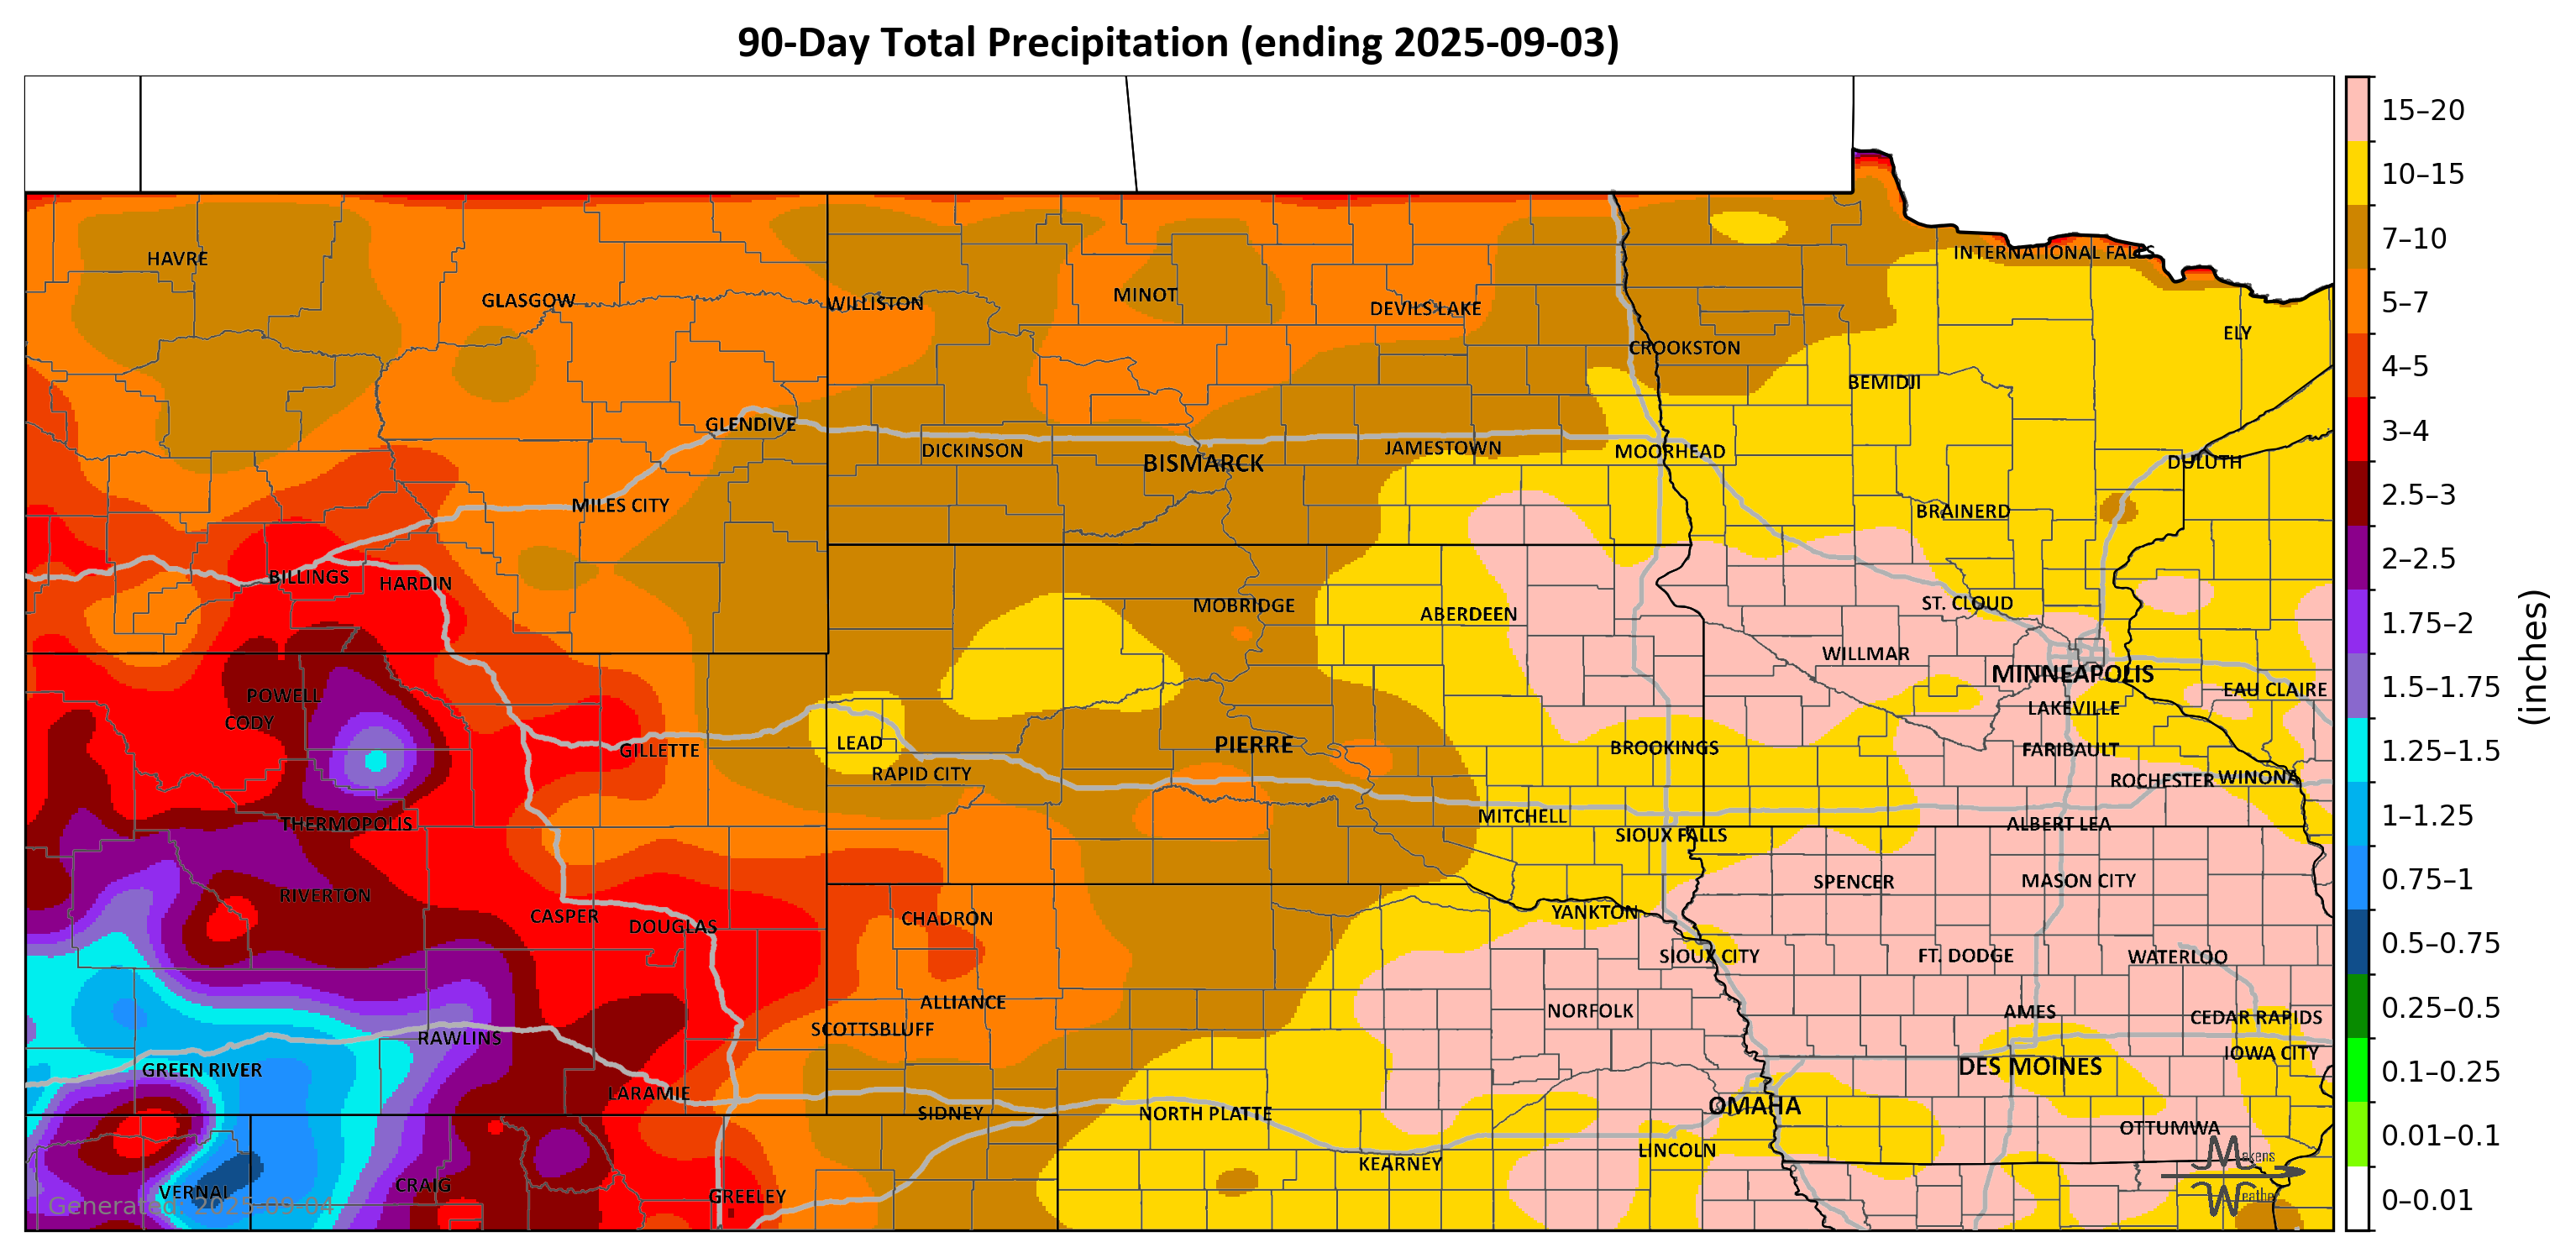 90-Day Total Precipitation (ending 2025-09-03)
15–20
10–15
INTERNATIONAL FALLS
7–10
HAVRE
GLASGOW
WILLISTON
MINOT
DEVILS LAKE
5–7
ELY
CROOKSTON
4–5
BEMIDJI
GLENDIVE
3–4
DICKINSON
BISMARCK
JAMESTOWN
MOORHEAD
DULUTH
2.5–3
MILES CITY
BRAINERD
2–2.5
BILLINGS
HARDIN
MOBRIDGE
ABERDEEN
ST. CLOUD
1.75–2
(inches)
WILLMAR
MINNEAPOLIS
POWELL
EAU CLAIRE
1.5–1.75
CODY
LAKEVILLE
LEAD
PIERRE
GILLETTE
BROOKINGS
FARIBAULT
1.25–1.5
RAPID CITY
ROCHESTER
WINONA
THERMOPOLIS
MITCHELL
ALBERT LEA
1–1.25
SIOUX FALLS
RIVERTON
SPENCER
MASON CITY
0.75–1
CASPER
DOUGLAS
CHADRON
YANKTON
0.5–0.75
SIOUX CITY
FT. DODGE
WATERLOO
ALLIANCE
NORFOLK
AMES
CEDAR RAPIDS
0.25–0.5
SCOTTSBLUFF
RAWLINS
IOWA CITY
GREEN RIVER
DES MOINES
0.1–0.25
LARAMIE
SIDNEY
NORTH PLATTE
OMAHA
OTTUMWA
0.01–0.1
LINCOLN
KEARNEY
Makens
Weather
VERNAL
CRAIG
GREELEY
0–0.01
Generated: 2025-09-04